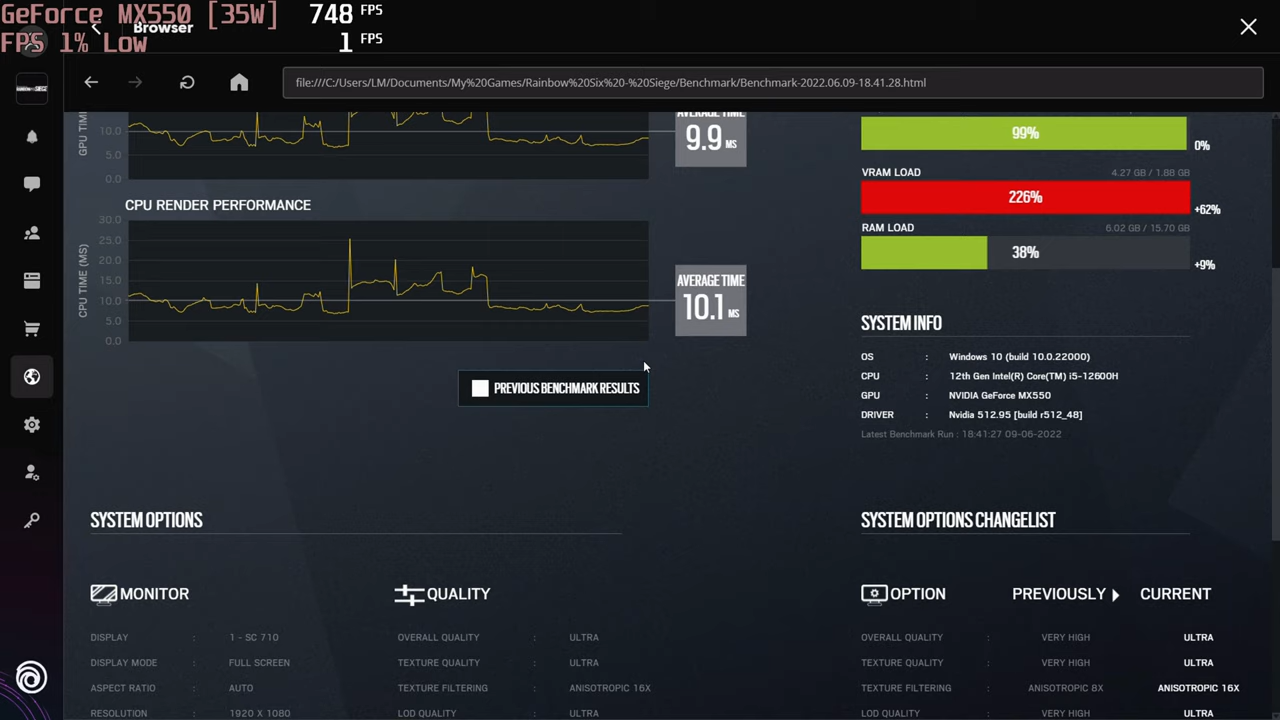 GeForce MX550 [35W] 748 FPS
FPS 1% Low 1 FPS
Browser
file:///C:/Users/LM/Documents/My%20Games/Rainbow%20Six%20-%20Siege/Benchmark/Benchmark-2022.06.09-18.41.28.html
GPU TIME
10.0
5.0
0.0
AVERAGE TIME
9.9 MS
99%
0%
VRAM LOAD 4.27 GB / 1.88 GB
226%
+62%
RAM LOAD 6.02 GB / 15.70 GB
38%
+9%
CPU RENDER PERFORMANCE
CPU TIME (MS)
30.0
25.0
20.0
15.0
10.0
5.0
0.0
AVERAGE TIME
10.1 MS
PREVIOUS BENCHMARK RESULTS
SYSTEM INFO
OS : Windows 10 (build 10.0.22000)
CPU : 12th Gen Intel(R) Core(TM) i5-12600H
GPU : NVIDIA GeForce MX550
DRIVER : Nvidia 512.95 [build r512_48]
Latest Benchmark Run : 18:41:27 09-06-2022
SYSTEM OPTIONS
MONITOR
DISPLAY : 1 - SC 710
DISPLAY MODE : FULL SCREEN
ASPECT RATIO : AUTO
RESOLUTION : 1920 X 1080
QUALITY
OVERALL QUALITY : ULTRA
TEXTURE QUALITY : ULTRA
TEXTURE FILTERING : ANISOTROPIC 16X
LOD QUALITY : ULTRA
SYSTEM OPTIONS CHANGELIST
OPTION PREVIOUSLY CURRENT
OVERALL QUALITY : VERY HIGH ULTRA
TEXTURE QUALITY : VERY HIGH ULTRA
TEXTURE FILTERING : ANISOTROPIC 8X ANISOTROPIC 16X
LOD QUALITY : VERY HIGH ULTRA